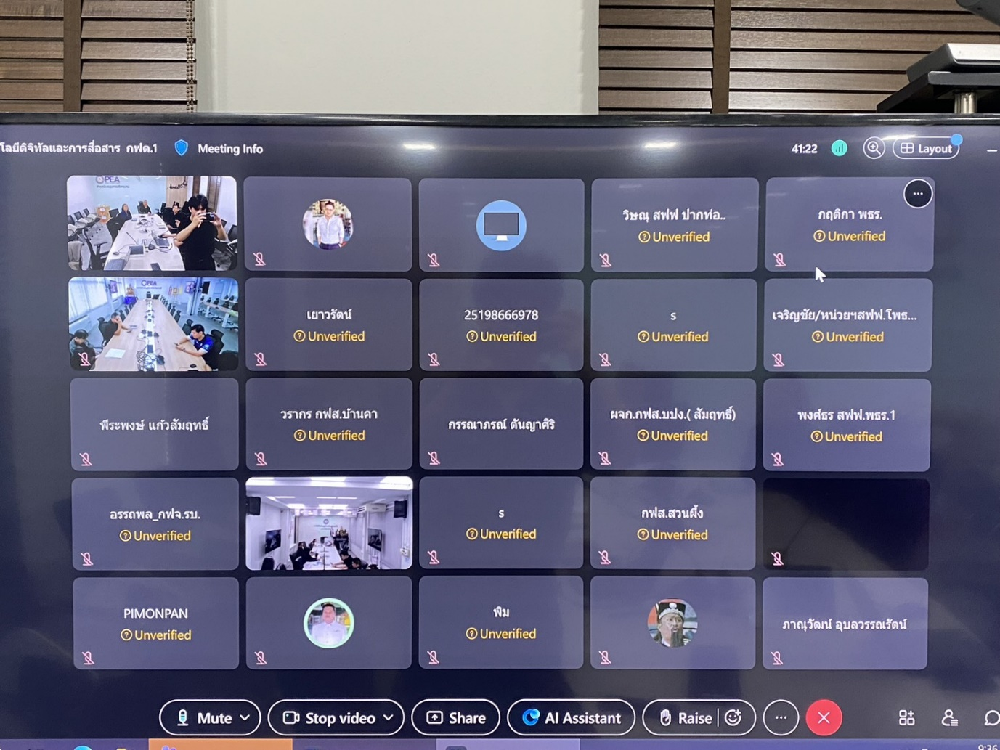 โลยีดิจิทัลและการสื่อสาร กฟต.1
Meeting Info
41:22
Layout
PEA
วิษณุ สฟฟ ปากท่อ..
Unverified
กฤติกา พธร.
Unverified
PEA
เยาวรัตน์
Unverified
25198666978
Unverified
s
Unverified
เจริญชัย/หน่วยฯสฟฟ.โพธ...
Unverified
พีระพงษ์ แก้วสัมฤทธิ์
วรากร กฟส.บ้านคา
Unverified
กรรณาภรณ์ ตันญาศิริ
ผจก.กฟส.บปง.( สัมฤทธิ์)
Unverified
พงศ์ธร สฟฟ.พธร.1
Unverified
อรรถพล_กฟจ.รบ.
Unverified
s
Unverified
กฟส.สวนผึ้ง
Unverified
PIMONPAN
Unverified
พิม
Unverified
ภาณุวัฒน์ อุบลวรรณรัตน์
Mute
Stop video
Share
AI Assistant
Raise
9:36